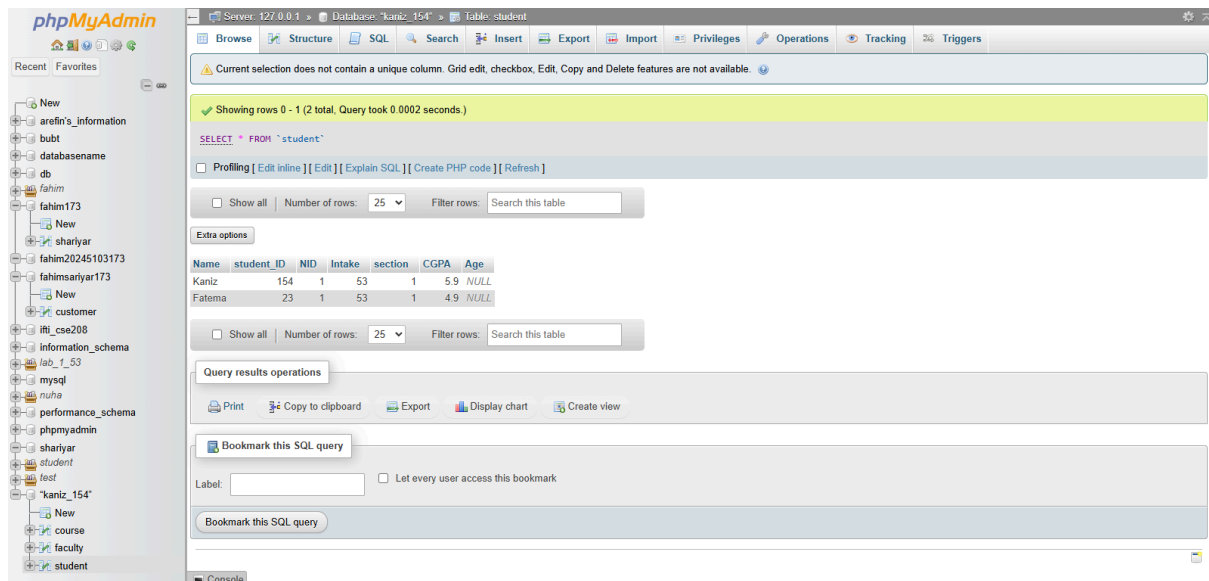 phpMyAdmin
Recent Favorites
New
arefin's_information
bubt
databasename
db
fahim
fahim173
New
shariyar
fahim20245103173
fahimsariyar173
New
customer
ifti_cse208
information_schema
lab_1_53
mysql
nuha
performance_schema
phpmyadmin
shariyar
student
test
"kaniz_154"
New
course
faculty
student
Server: 127.0.0.1 » Database: "kaniz_154" » Table: student
Browse Structure SQL Search Insert Export Import Privileges Operations Tracking Triggers
Current selection does not contain a unique column. Grid edit, checkbox, Edit, Copy and Delete features are not available.
Showing rows 0 - 1 (2 total, Query took 0.0002 seconds.)
SELECT * FROM `student`
Profiling [ Edit inline ] [ Edit ] [ Explain SQL ] [ Create PHP code ] [ Refresh ]
Show all Number of rows: 25 Filter rows: Search this table
Extra options
Name student_ID NID Intake section CGPA Age
Kaniz 154 1 53 1 5.9 NULL
Fatema 23 1 53 1 4.9 NULL
Show all Number of rows: 25 Filter rows: Search this table
Query results operations
Print Copy to clipboard Export Display chart Create view
Bookmark this SQL query
Label: Let every user access this bookmark
Bookmark this SQL query
Console